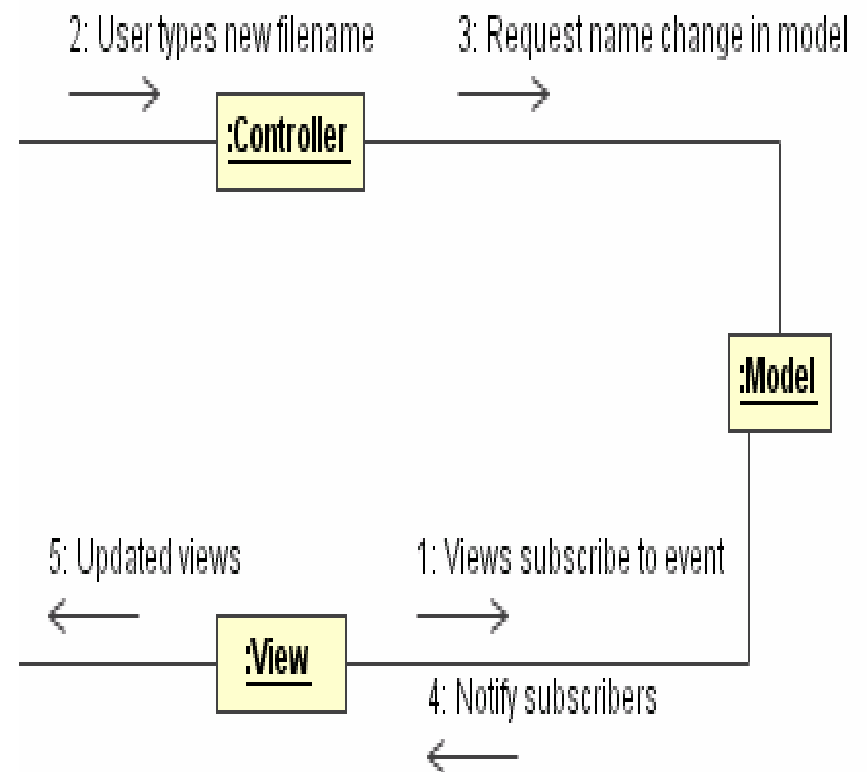 2: User types new filename
3: Request name change in model
:Controller
:Model
5: Updated views
1: Views subscribe to event
:View
4: Notify subscribers